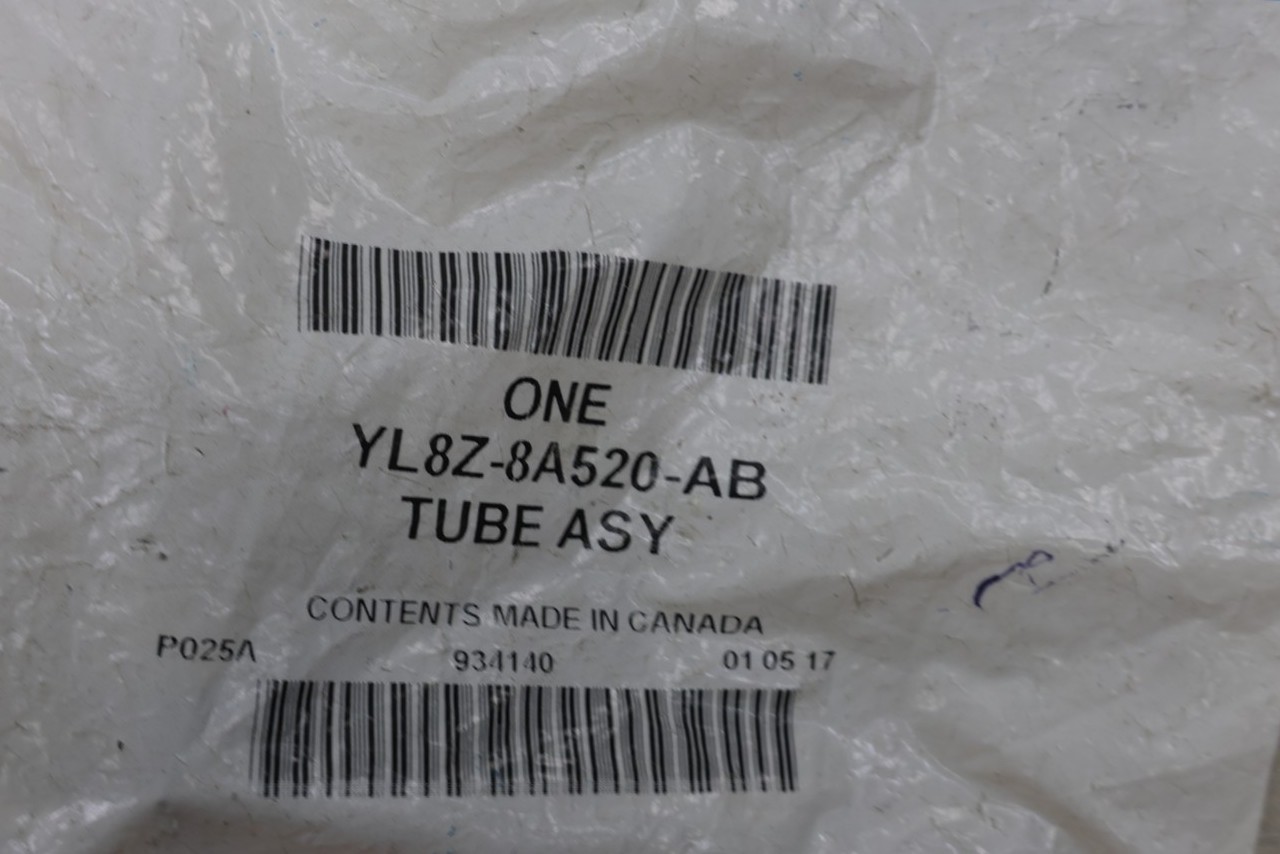 ONE
YL8Z-8A520-AB
TUBE ASY
CONTENTS MADE IN CANADA
P025A 934140 01 05 17